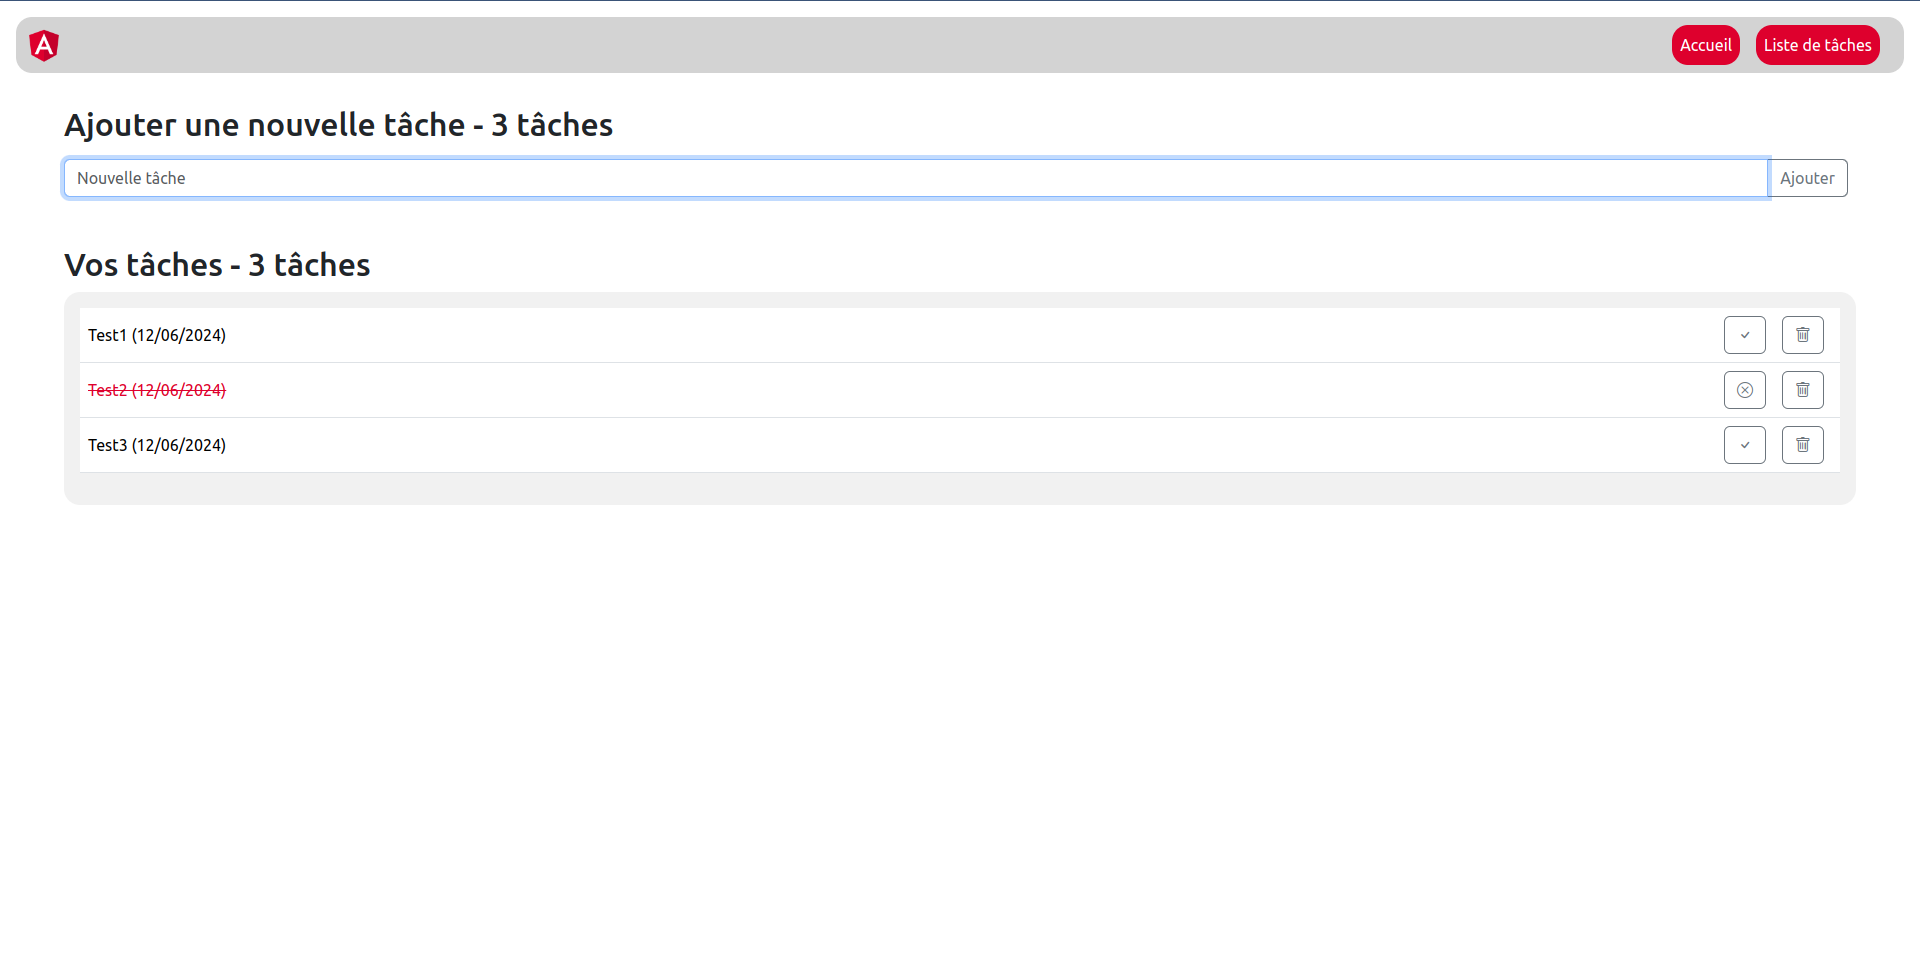 A
Accueil Liste de tâches
Ajouter une nouvelle tâche - 3 tâches
Nouvelle tâche Ajouter
Vos tâches - 3 tâches
Test1 (12/06/2024)
Test2 (12/06/2024)
Test3 (12/06/2024)